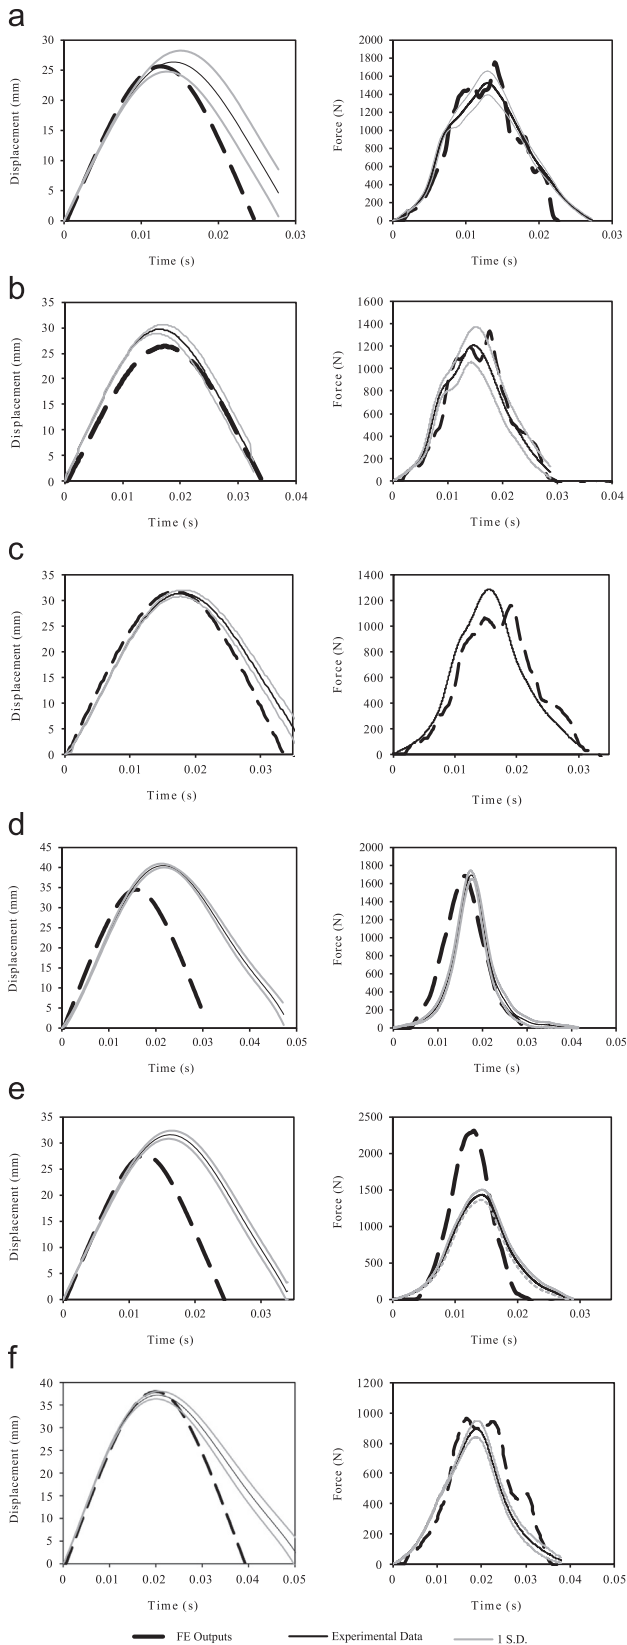 a
30
25
20
15
10
5
0
Displacement (mm)
0 0.01 0.02 0.03
Time (s)
2000
1800
1600
1400
1200
1000
800
600
400
200
0
Force (N)
0 0.01 0.02 0.03
Time (s)
b
35
30
25
20
15
10
5
0
Displacement (mm)
0 0.01 0.02 0.03 0.04
Time (s)
1600
1400
1200
1000
800
600
400
200
0
Force (N)
0 0.01 0.02 0.03 0.04
Time (s)
c
35
30
25
20
15
10
5
0
Displacement (mm)
0 0.01 0.02 0.03
Time (s)
1400
1200
1000
800
600
400
200
0
Force (N)
0 0.01 0.02 0.03
Time (s)
d
45
40
35
30
25
20
15
10
5
0
Displacement (mm)
0 0.01 0.02 0.03 0.04 0.05
Time (s)
2000
1800
1600
1400
1200
1000
800
600
400
200
0
Force (N)
0 0.01 0.02 0.03 0.04 0.05
Time (s)
e
35
30
25
20
15
10
5
0
Displacement (mm)
0 0.01 0.02 0.03
Time (s)
2500
2000
1500
1000
500
0
Force (N)
0 0.01 0.02 0.03
Time (s)
f
40
35
30
25
20
15
10
5
0
Displacement (mm)
0 0.01 0.02 0.03 0.04 0.05
Time (s)
1200
1000
800
600
400
200
0
Force (N)
0 0.01 0.02 0.03 0.04 0.05
Time (s)
FE Outputs Experimental Data 1 S.D.